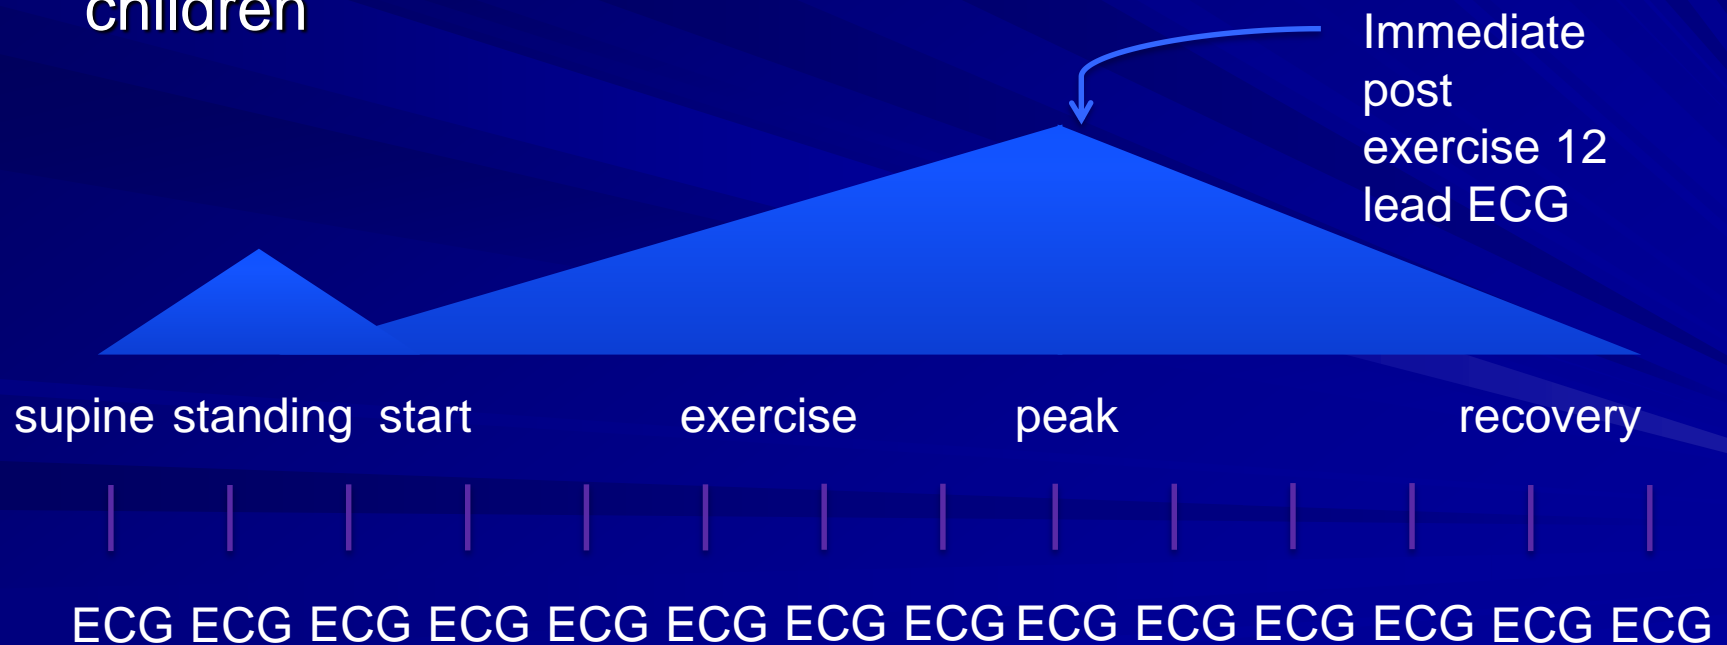 children
Immediate
post
exercise 12
lead ECG
supine standing start exercise peak recovery
ECG ECG ECG ECG ECG ECG ECG ECG ECG ECG ECG ECG ECG ECG